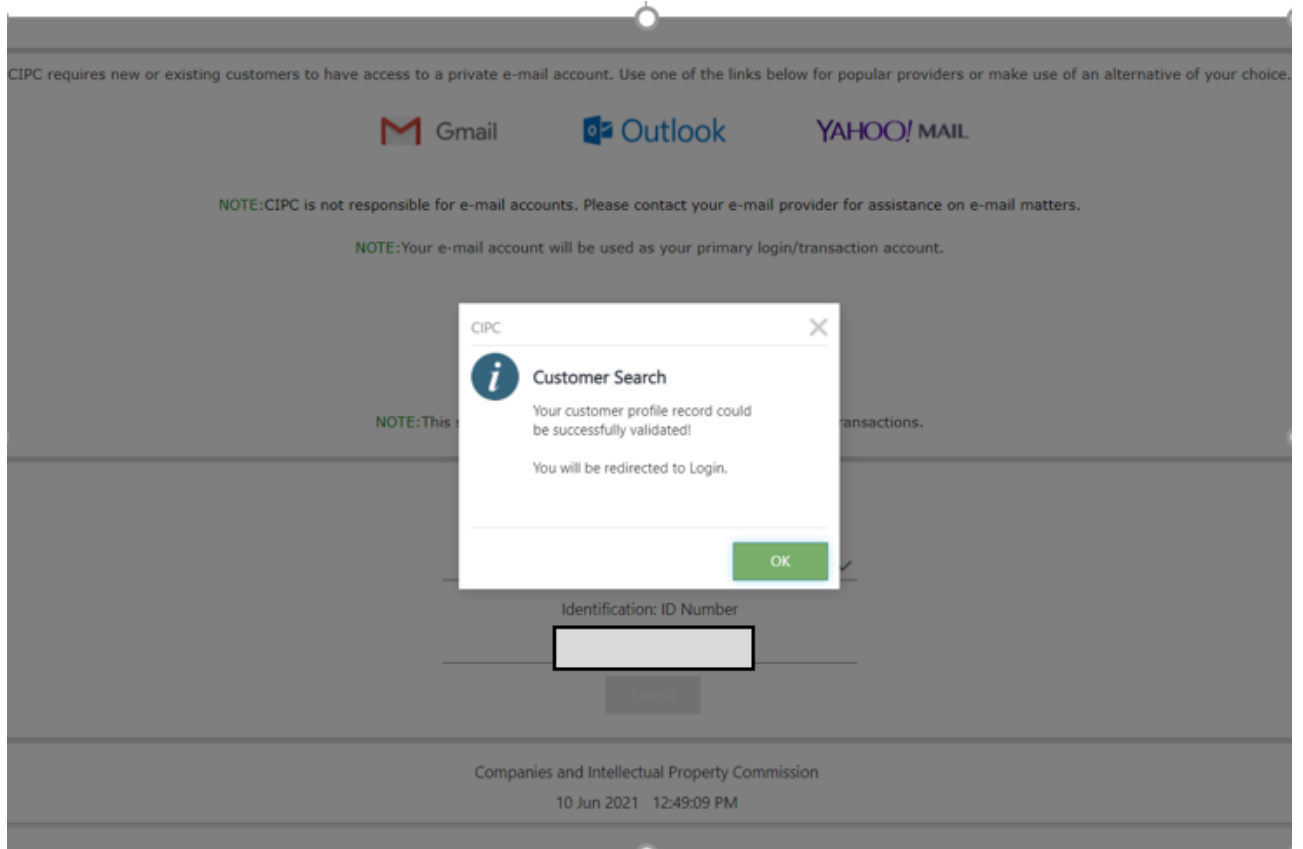 CIPC requires new or existing customers to have access to a private e-mail account. Use one of the links below for popular providers or make use of an alternative of your choice.
Gmail Outlook YAHOO! MAIL
NOTE:CIPC is not responsible for e-mail accounts. Please contact your e-mail provider for assistance on e-mail matters.
NOTE:Your e-mail account will be used as your primary login/transaction account.
CIPC
Customer Search
Your customer profile record could
be successfully validated!
NOTE:This
You will be redirected to Login.
OK
Identification: ID Number
Search
Companies and Intellectual Property Commission
10 Jun 2021 12:49:09 PM